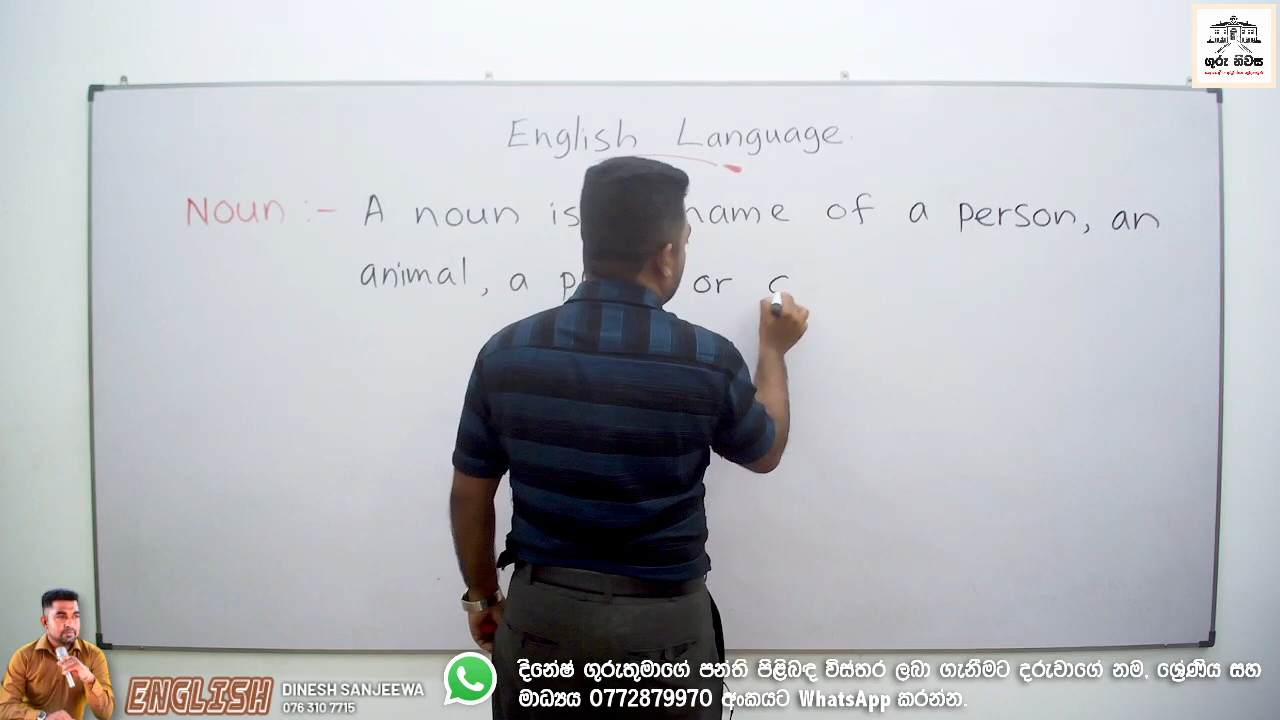 ගුරු නිවස
English Language
Noun :- A noun is name of a person, an
animal, a or
ENGLISH
DINESH SANJEEWA
076 310 7715
දිනේෂ් ගුරුතුමාගේ පන්ති පිළිබඳ විස්තර ලබා ගැනීමට දරුවාගේ නම, ශ්‍රේණිය සහ
මාධ්‍යය 0772879970 අංකයට WhatsApp කරන්න.